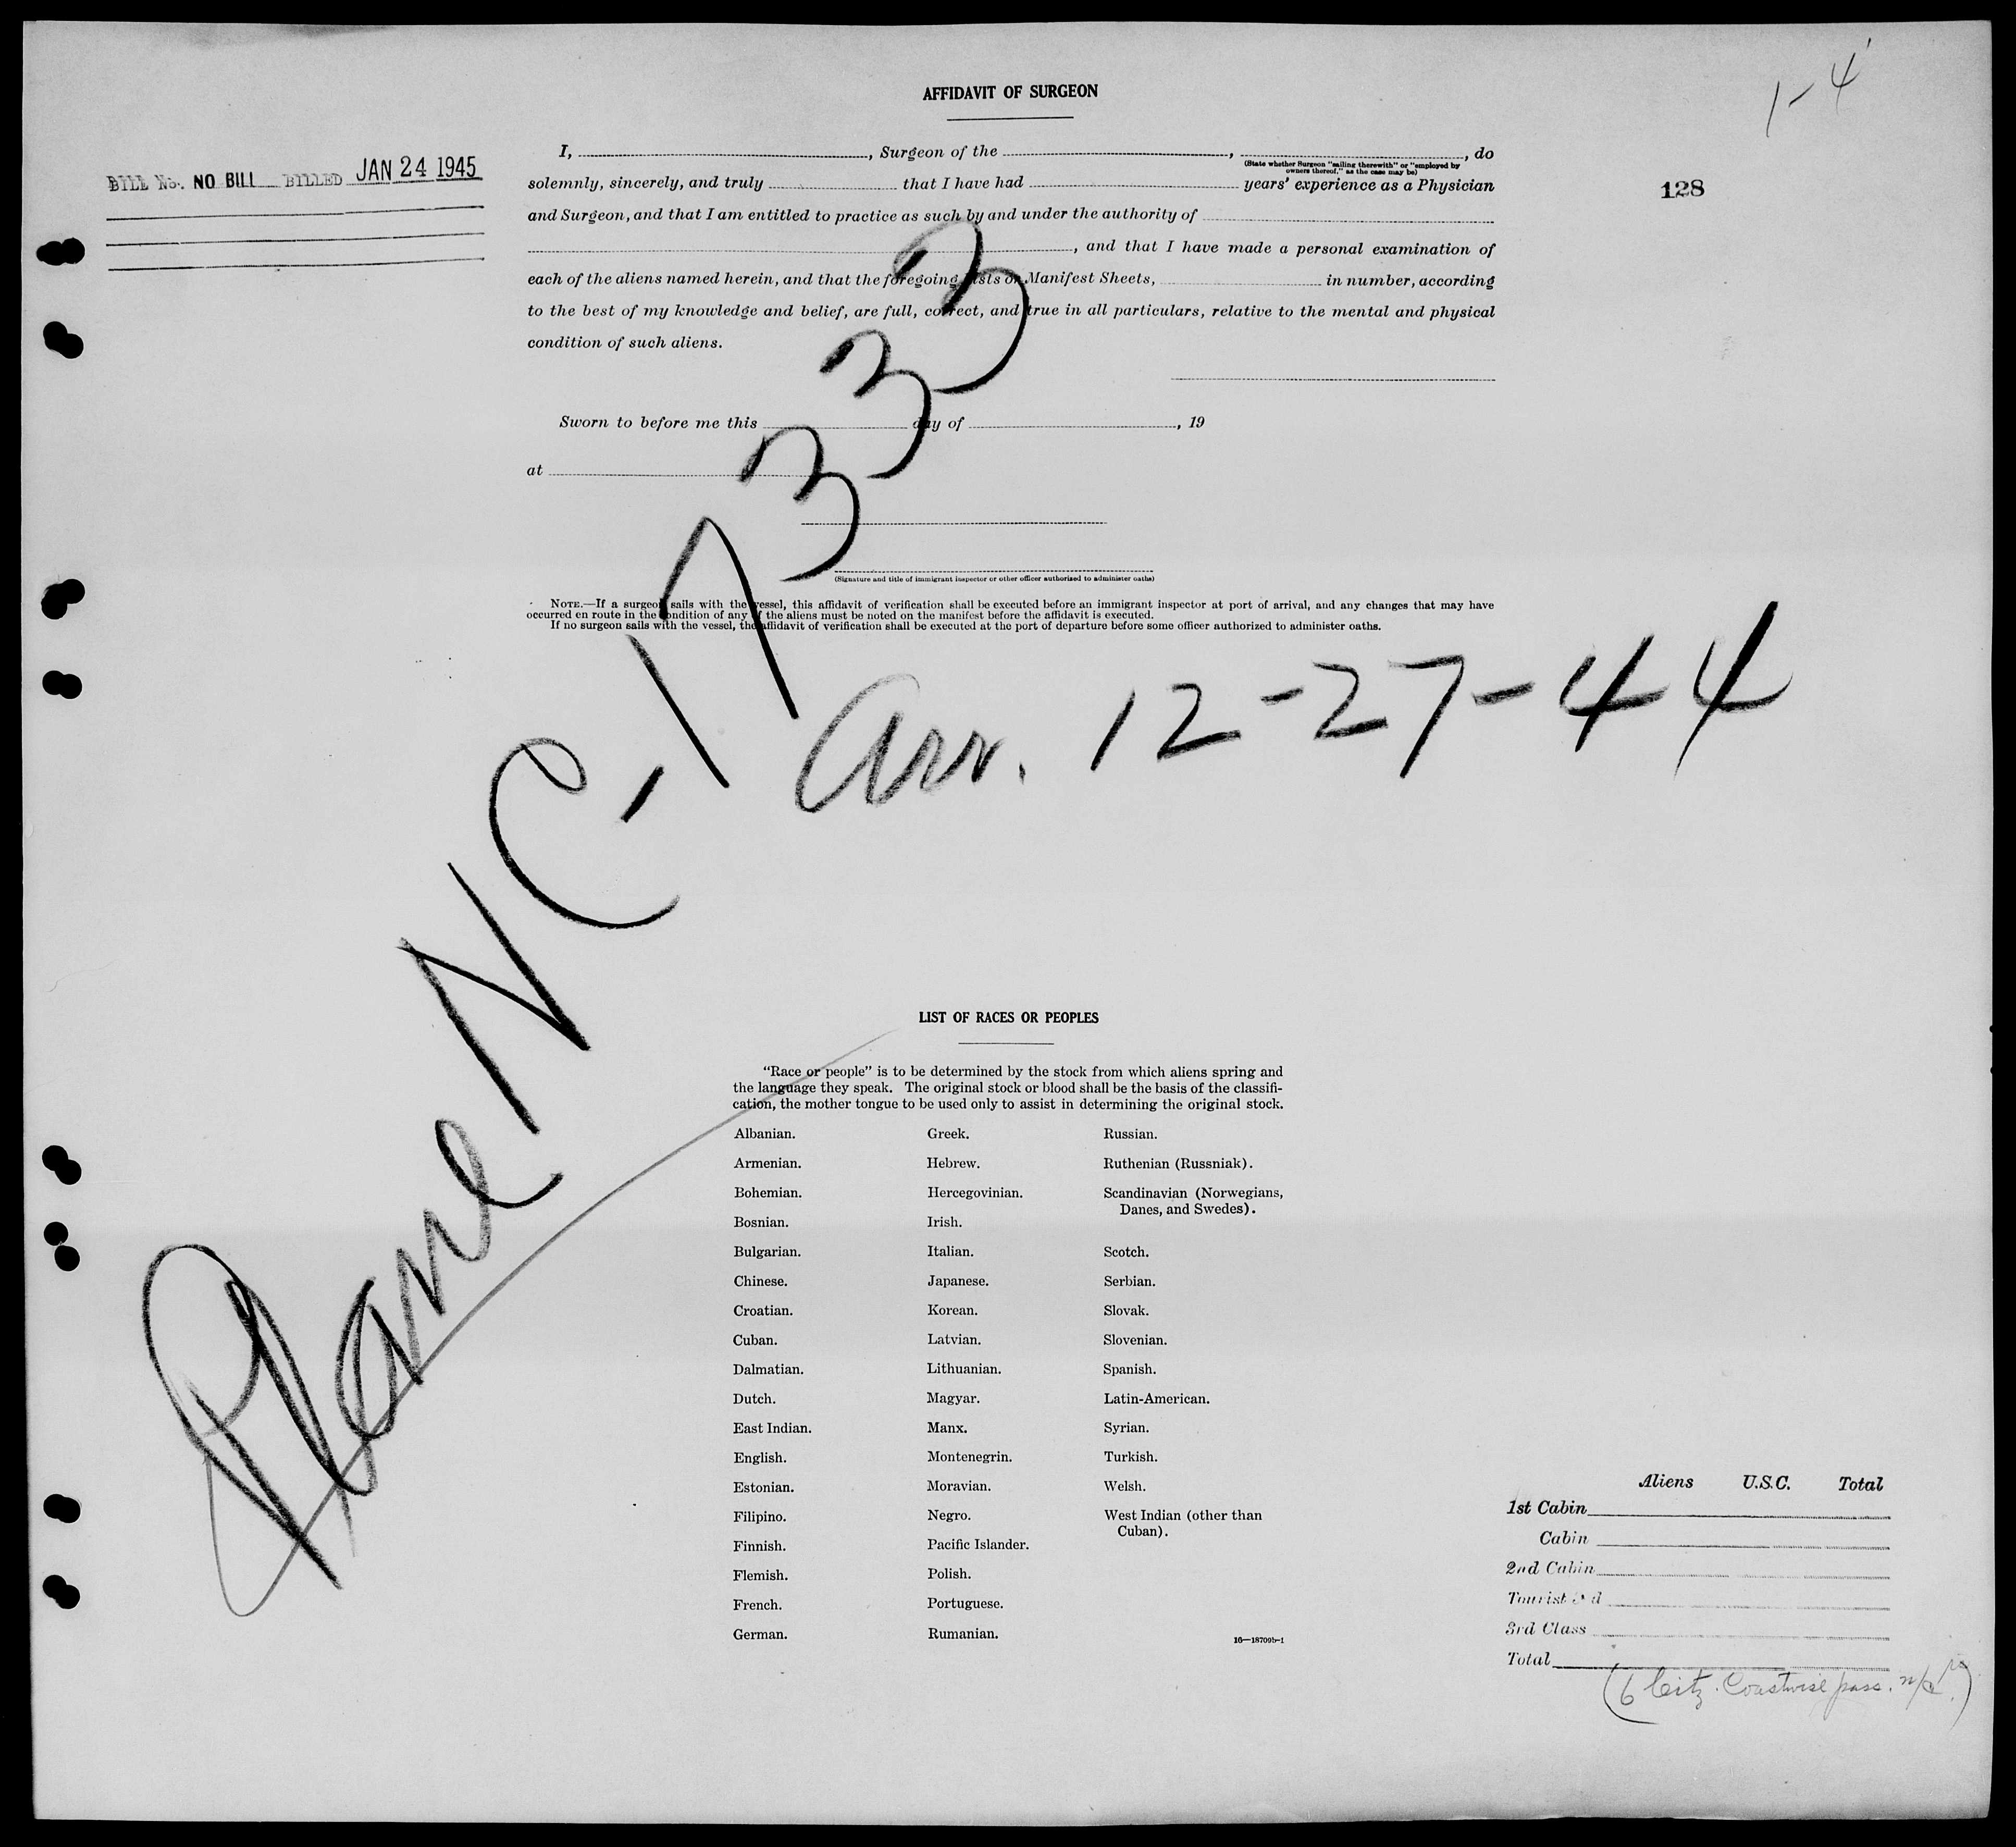 1-4
AFFIDAVIT OF SURGEON
BILL No. NO BILL BILLED JAN 24 1945
128
I, , Surgeon of the , , do
(State whether Surgeon "sailing therewith" or "employed by
owners thereof," as the case may be)
solemnly, sincerely, and truly that I have had years' experience as a Physician
and Surgeon, and that I am entitled to practice as such by and under the authority of
, and that I have made a personal examination of
each of the aliens named herein, and that the foregoing Lists or Manifest Sheets, in number, according
to the best of my knowledge and belief, are full, correct, and true in all particulars, relative to the mental and physical
condition of such aliens.
Sworn to before me this day of , 19
at
(Signature and title of immigrant inspector or other officer authorized to administer oaths)
NOTE.—If a surgeon sails with the vessel, this affidavit of verification shall be executed before an immigrant inspector at port of arrival, and any changes that may have
occurred en route in the condition of any of the aliens must be noted on the manifest before the affidavit is executed.
If no surgeon sails with the vessel, the affidavit of verification shall be executed at the port of departure before some officer authorized to administer oaths.
Plane NC-17333
Arr. 12-27-44
LIST OF RACES OR PEOPLES
"Race or people" is to be determined by the stock from which aliens spring and
the language they speak. The original stock or blood shall be the basis of the classifi-
cation, the mother tongue to be used only to assist in determining the original stock.
Albanian. Greek. Russian.
Armenian. Hebrew. Ruthenian (Russniak).
Bohemian. Hercegovinian. Scandinavian (Norwegians,
Danes, and Swedes).
Bosnian. Irish.
Bulgarian. Italian. Scotch.
Chinese. Japanese. Serbian.
Croatian. Korean. Slovak.
Cuban. Latvian. Slovenian.
Dalmatian. Lithuanian. Spanish.
Dutch. Magyar. Latin-American.
East Indian. Manx. Syrian.
English. Montenegrin. Turkish.
Estonian. Moravian. Welsh.
Filipino. Negro. West Indian (other than
Cuban).
Finnish. Pacific Islander.
Flemish. Polish.
French. Portuguese.
German. Rumanian.
16—18709b-1
Aliens U.S.C. Total
1st Cabin
Cabin
2nd Cabin
Tourist 3d
3rd Class
Total
(6 Citz. Coastwise pass.